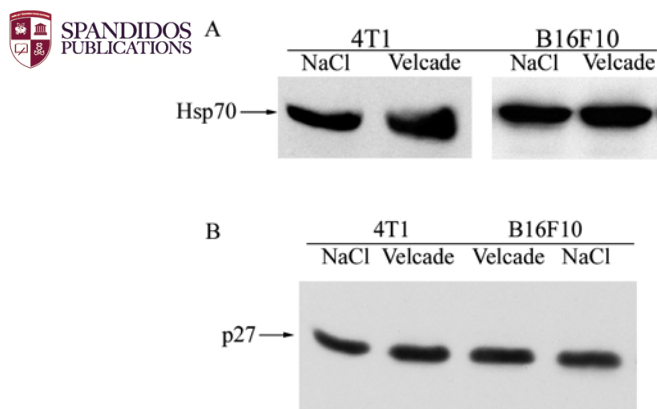 SPANDIDOS
PUBLICATIONS
A
4T1 B16F10
NaCl Velcade NaCl Velcade
Hsp70
B
4T1 B16F10
NaCl Velcade Velcade NaCl
p27